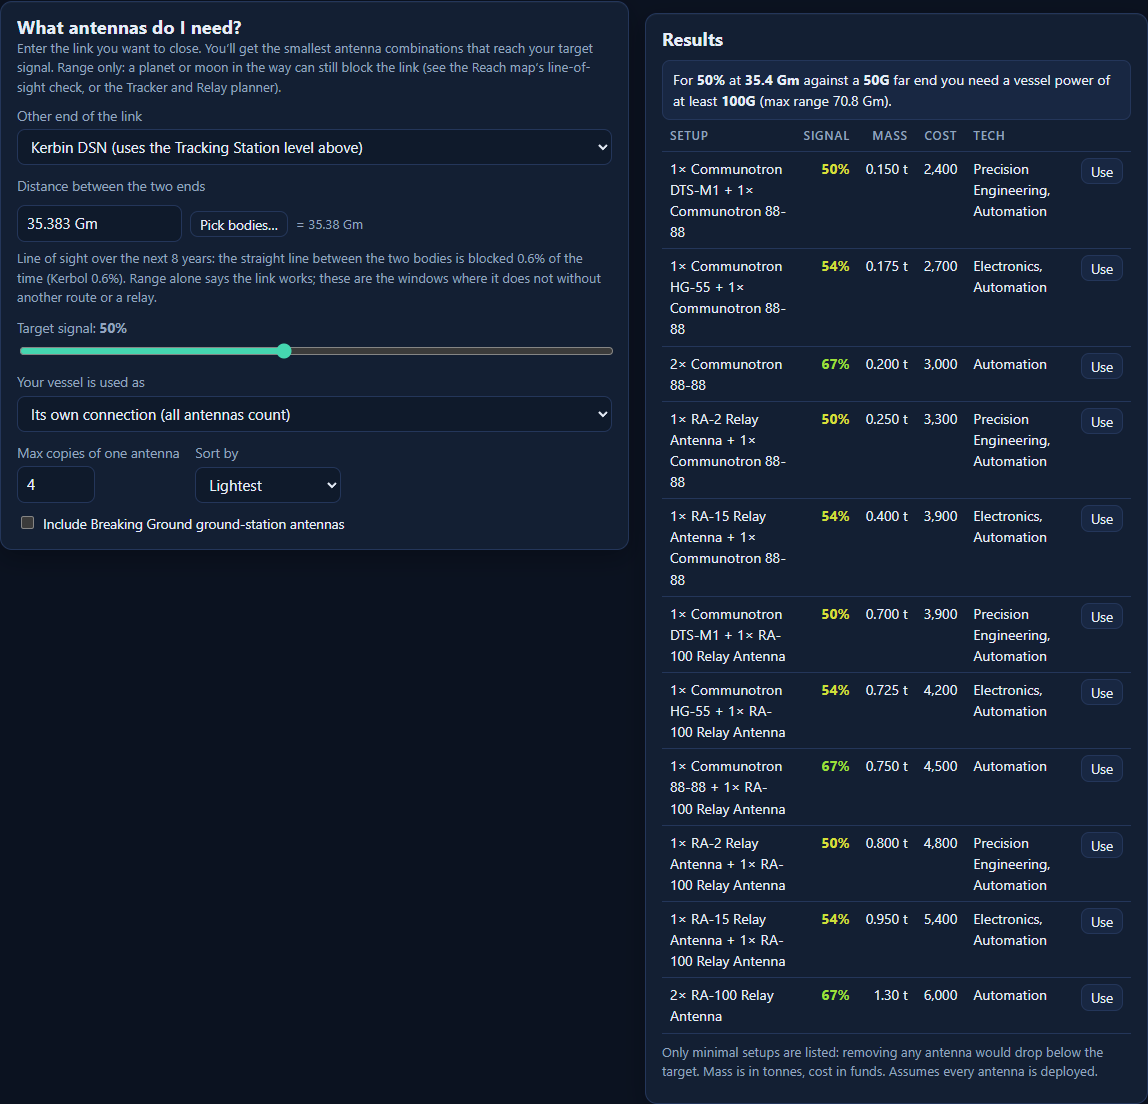 What antennas do I need?
Enter the link you want to close. You'll get the smallest antenna combinations that reach your target
signal. Range only: a planet or moon in the way can still block the link (see the Reach map's line-of-
sight check, or the Tracker and Relay planner).
Other end of the link
Kerbin DSN (uses the Tracking Station level above)
Distance between the two ends
35.383 Gm
Pick bodies...
= 35.38 Gm
Line of sight over the next 8 years: the straight line between the two bodies is blocked 0.6% of the
time (Kerbol 0.6%). Range alone says the link works; these are the windows where it does not without
another route or a relay.
Target signal: 50%
Your vessel is used as
Its own connection (all antennas count)
Max copies of one antenna Sort by
4 Lightest
Include Breaking Ground ground-station antennas
Results
For 50% at 35.4 Gm against a 50G far end you need a vessel power of
at least 100G (max range 70.8 Gm).
SETUP SIGNAL MASS COST TECH
1× Communotron 50% 0.150 t 2,400 Precision Use
DTS-M1 + 1× Engineering,
Communotron 88- Automation
88
1× Communotron 54% 0.175 t 2,700 Electronics, Use
HG-55 + 1× Automation
Communotron 88-
88
2× Communotron 67% 0.200 t 3,000 Automation Use
88-88
1× RA-2 Relay 50% 0.250 t 3,300 Precision Use
Antenna + 1× Engineering,
Communotron 88- Automation
88
1× RA-15 Relay 54% 0.400 t 3,900 Electronics, Use
Antenna + 1× Automation
Communotron 88-
88
1× Communotron 50% 0.700 t 3,900 Precision Use
DTS-M1 + 1× RA- Engineering,
100 Relay Antenna Automation
1× Communotron 54% 0.725 t 4,200 Electronics, Use
HG-55 + 1× RA- Automation
100 Relay Antenna
1× Communotron 67% 0.750 t 4,500 Automation Use
88-88 + 1× RA-
100 Relay Antenna
1× RA-2 Relay 50% 0.800 t 4,800 Precision Use
Antenna + 1× RA- Engineering,
100 Relay Antenna Automation
1× RA-15 Relay 54% 0.950 t 5,400 Electronics, Use
Antenna + 1× RA- Automation
100 Relay Antenna
2× RA-100 Relay 67% 1.30 t 6,000 Automation Use
Antenna
Only minimal setups are listed: removing any antenna would drop below the
target. Mass is in tonnes, cost in funds. Assumes every antenna is deployed.